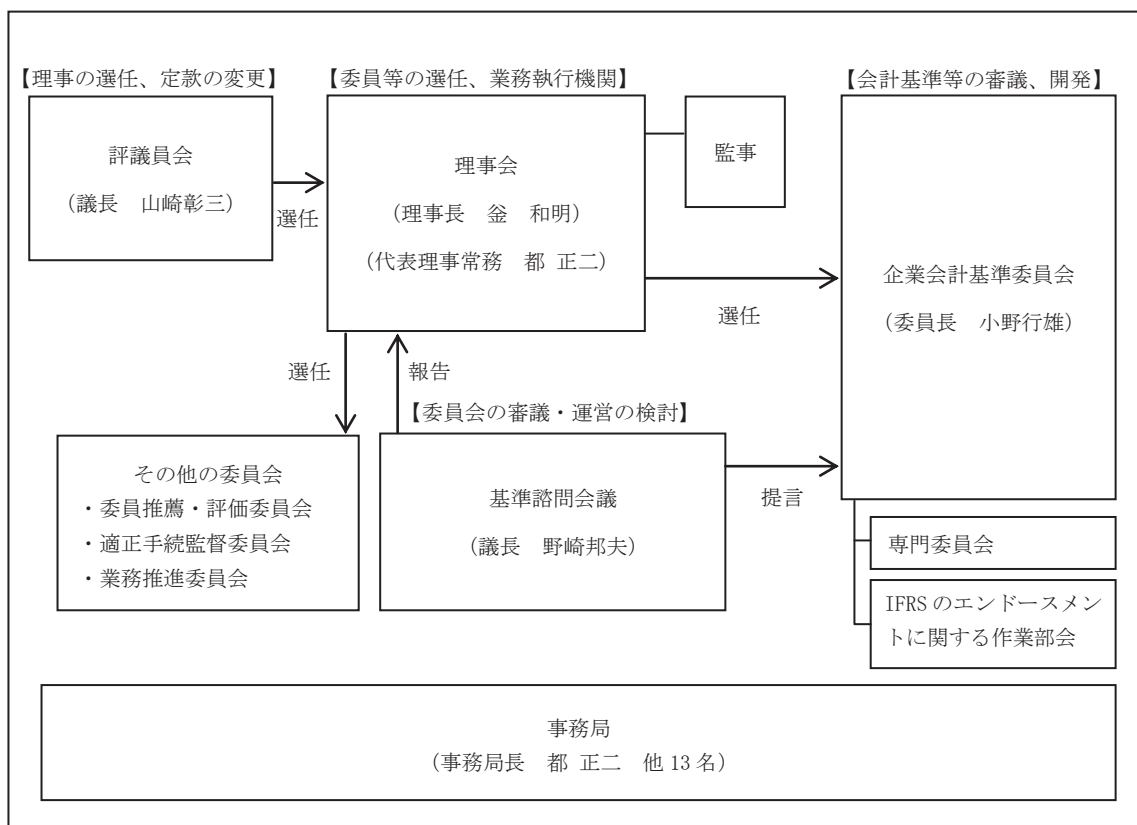 【理事の選任、定款の変更】
評議員会
(議長　山崎彰三)
選任
【委員等の選任、業務執行機関】
理事会
(理事長　釡　和明)
(代表理事常務　都 正二)
監事
選任
【会計基準等の審議、開発】
企業会計基準委員会
(委員長　小野行雄)
選任
報告
【委員会の審議・運営の検討】
その他の委員会
・委員推薦・評価委員会
・適正手続監督委員会
・業務推進委員会
基準諮問会議
(議長　野崎邦夫)
提言
専門委員会
IFRS のエンドースメン
トに関する作業部会
事務局
(事務局長　都 正二　他 13 名)